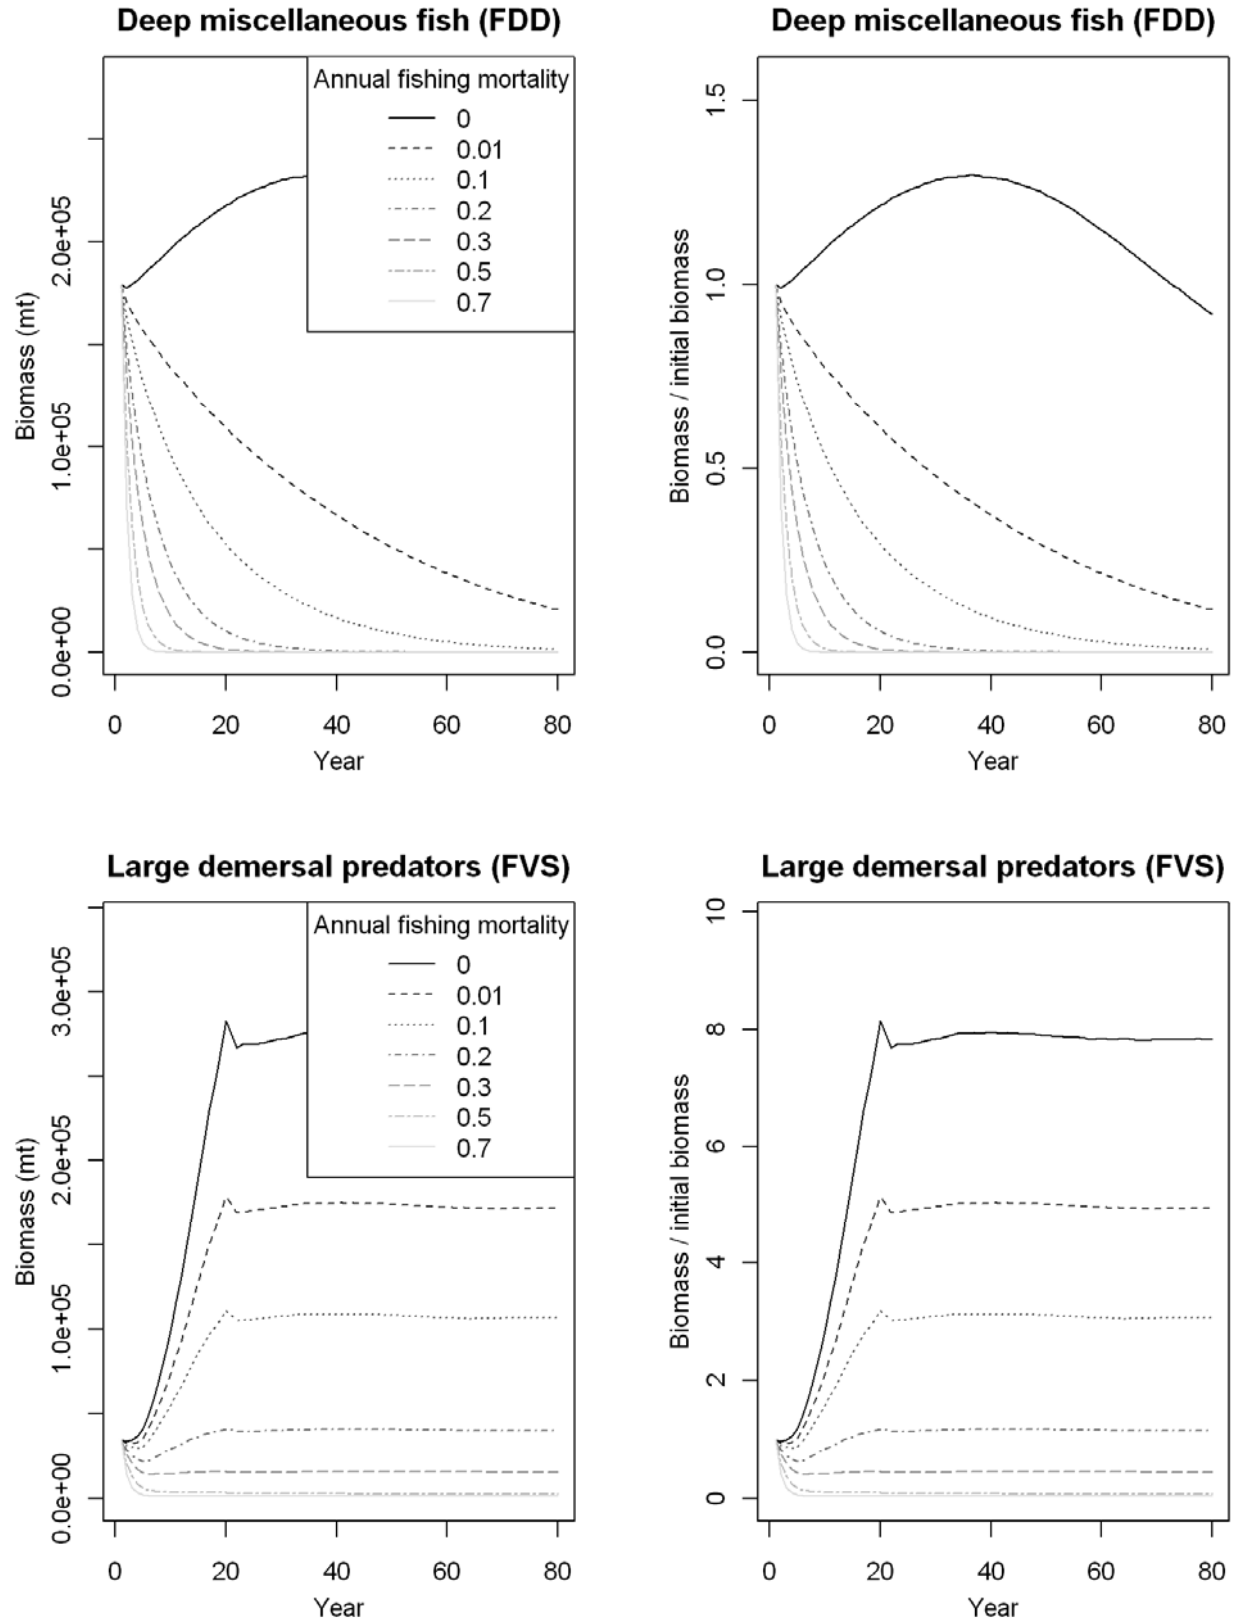 Deep miscellaneous fish (FDD)
Annual fishing mortality
0
0.01
0.1
0.2
0.3
0.5
0.7
Biomass (mt)
2.0e+05
1.0e+05
0.0e+00
0 20 40 60 80
Year
Deep miscellaneous fish (FDD)
Biomass / initial biomass
1.5
1.0
0.5
0.0
0 20 40 60 80
Year
Large demersal predators (FVS)
Annual fishing mortality
0
0.01
0.1
0.2
0.3
0.5
0.7
Biomass (mt)
3.0e+05
2.0e+05
1.0e+05
0.0e+00
0 20 40 60 80
Year
Large demersal predators (FVS)
Biomass / initial biomass
10
8
6
4
2
0
0 20 40 60 80
Year